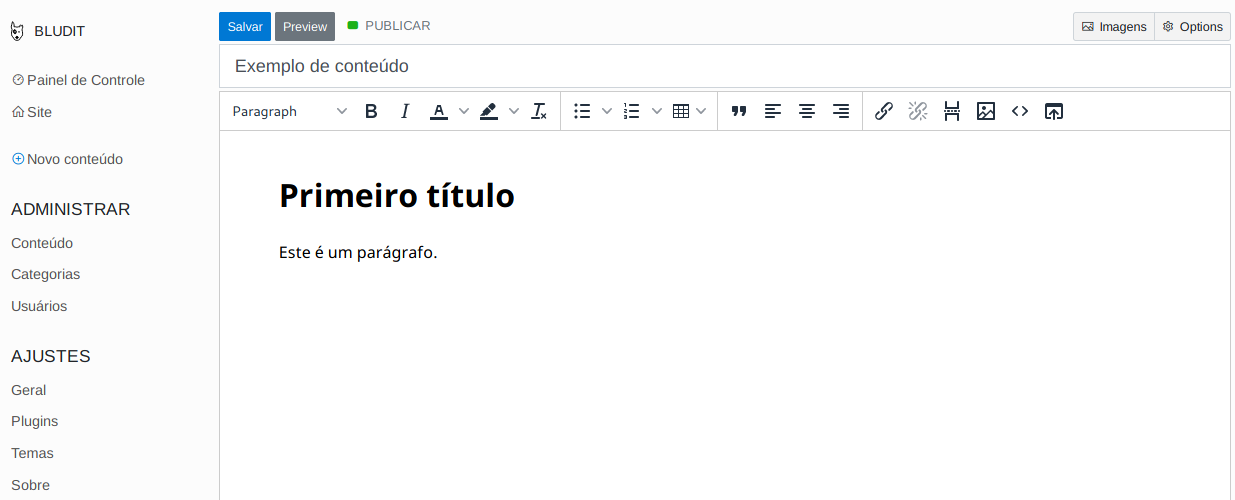 BLUDIT
Salvar Preview PUBLICAR Imagens Options
Exemplo de conteúdo
Painel de Controle
Site
Novo conteúdo
ADMINISTRAR
Conteúdo
Categorias
Usuários
AJUSTES
Geral
Plugins
Temas
Sobre
Paragraph
Primeiro título
Este é um parágrafo.